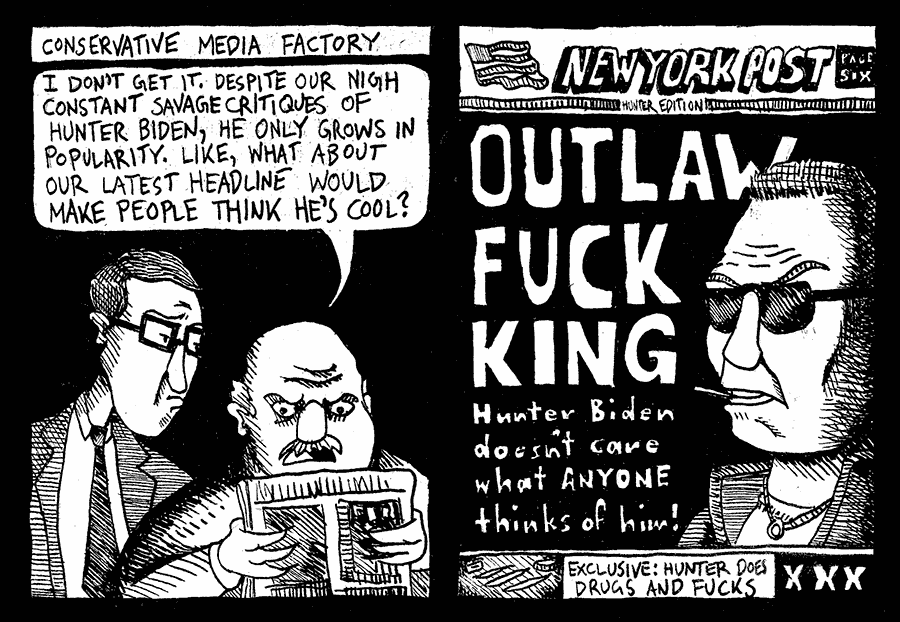 CONSERVATIVE MEDIA FACTORY
I DON'T GET IT. DESPITE OUR NIGH
CONSTANT SAVAGE CRITIQUES OF
HUNTER BIDEN, HE ONLY GROWS IN
POPULARITY. LIKE, WHAT ABOUT
OUR LATEST HEADLINE WOULD
MAKE PEOPLE THINK HE'S COOL?
NEW YORK POST
PAGE
SIX
HUNTER EDITION
OUTLAW
FUCK
KING
Hunter Biden
doesn't care
what ANYONE
thinks of him!
EXCLUSIVE: HUNTER DOES
DRUGS AND FUCKS
XXX